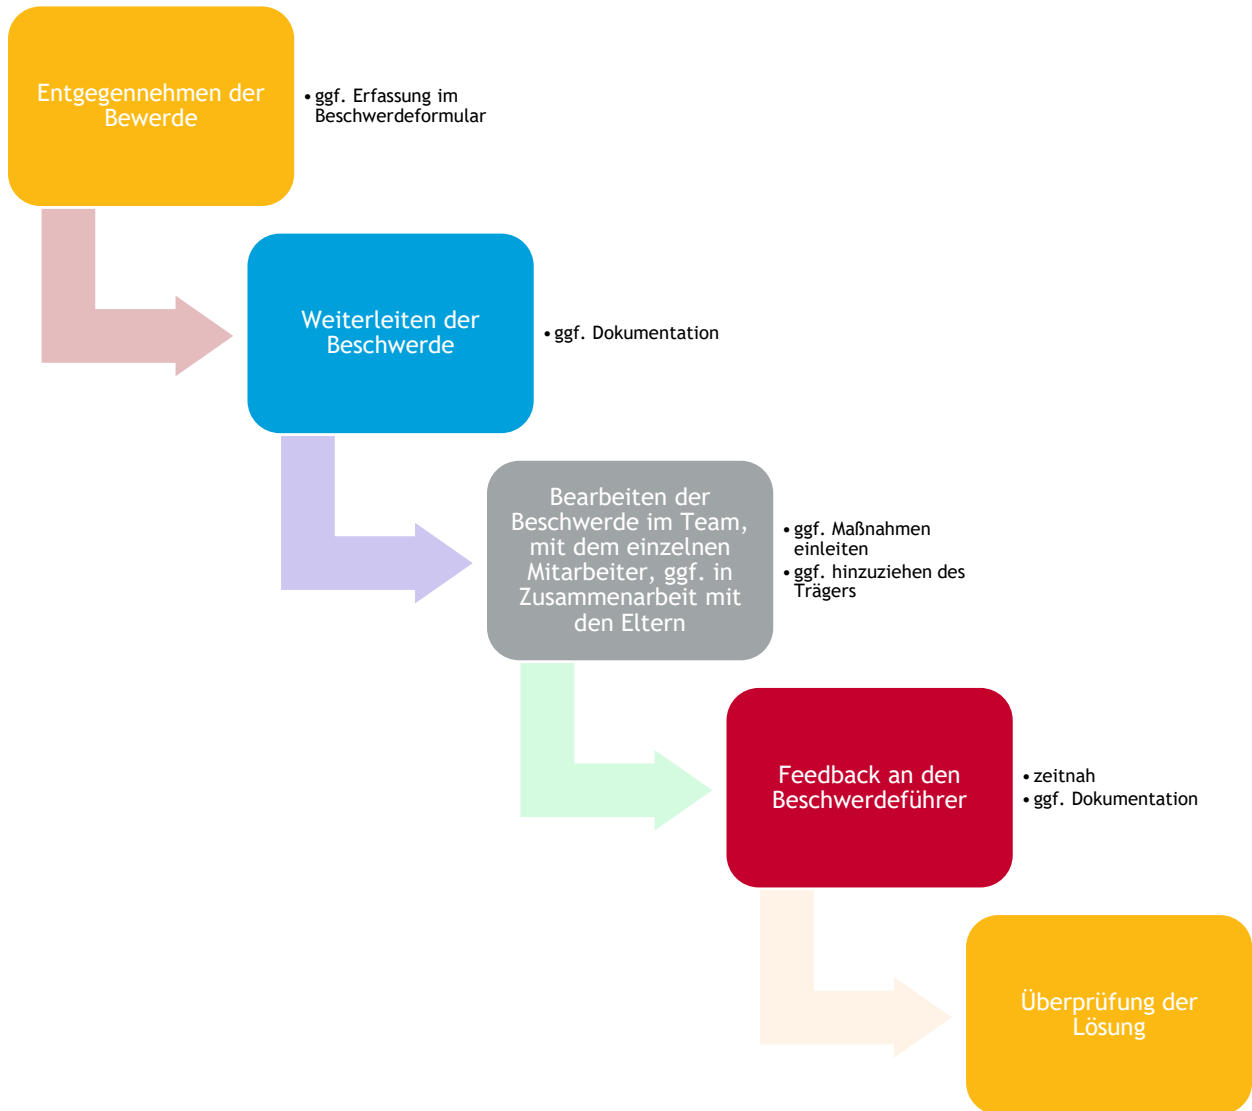 Entgegennehmen der
Bewerde
• ggf. Erfassung im
Beschwerdeformular
Weiterleiten der
Beschwerde
• ggf. Dokumentation
Bearbeiten der
Beschwerde im Team,
mit dem einzelnen
Mitarbeiter, ggf. in
Zusammenarbeit mit
den Eltern
• ggf. Maßnahmen
einleiten
• ggf. hinzuziehen des
Trägers
Feedback an den
Beschwerdeführer
• zeitnah
• ggf. Dokumentation
Überprüfung der
Lösung